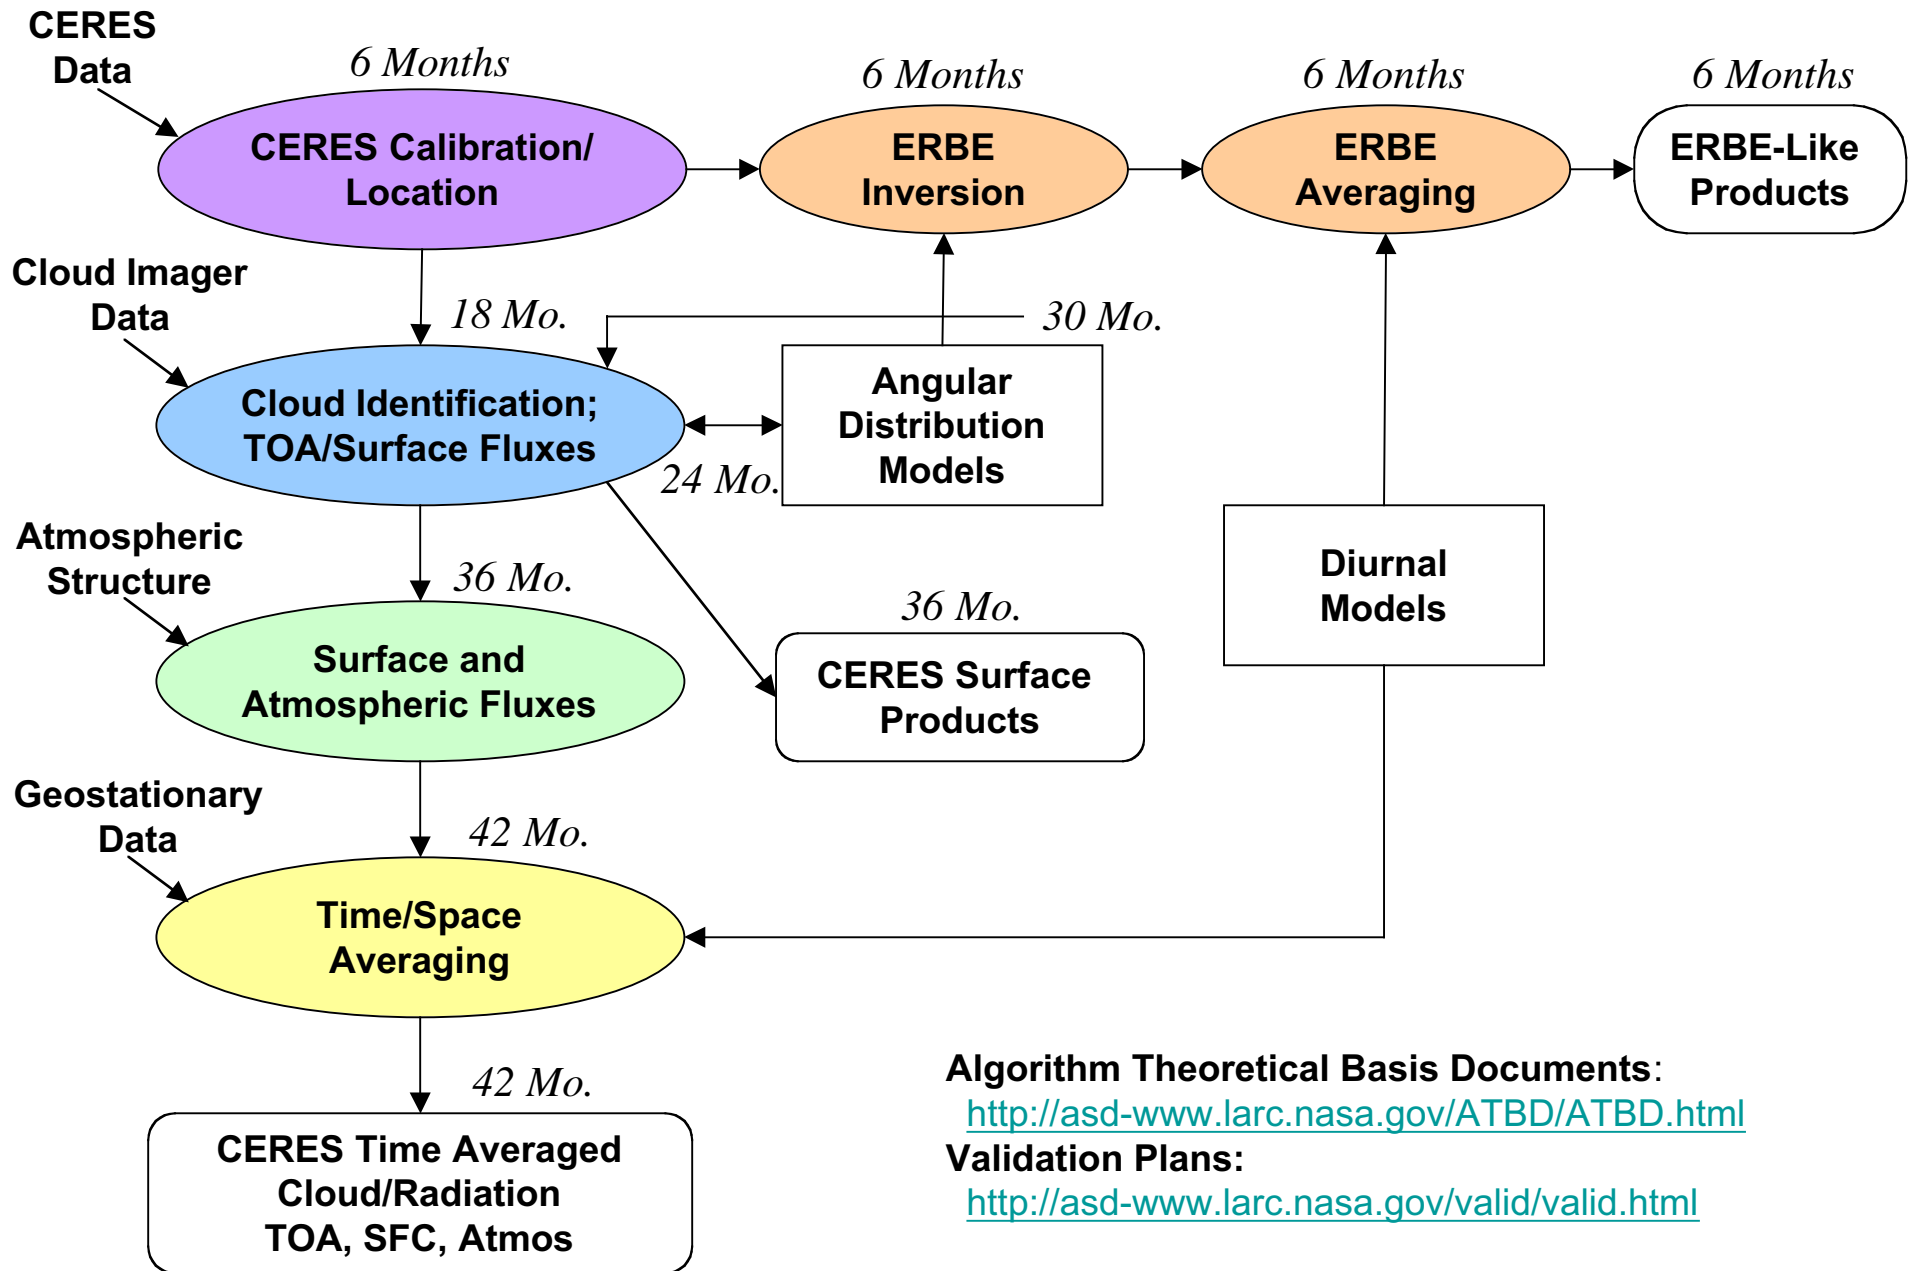 CERES
Data
6 Months
6 Months
6 Months
6 Months
CERES Calibration/
Location
ERBE
Inversion
ERBE
Averaging
ERBE-Like
Products
Cloud Imager
Data
18 Mo.
30 Mo.
Cloud Identification;
TOA/Surface Fluxes
24 Mo.
Angular
Distribution
Models
Atmospheric
Structure
36 Mo.
36 Mo.
Diurnal
Models
Surface and
Atmospheric Fluxes
CERES Surface
Products
Geostationary
Data
42 Mo.
Time/Space
Averaging
42 Mo.
CERES Time Averaged
Cloud/Radiation
TOA, SFC, Atmos
Algorithm Theoretical Basis Documents:
http://asd-www.larc.nasa.gov/ATBD/ATBD.html
Validation Plans:
http://asd-www.larc.nasa.gov/valid/valid.html